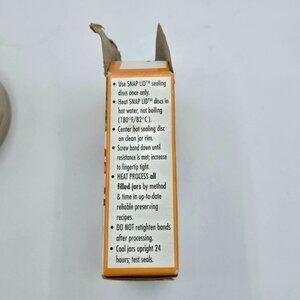 • Use SNAP LID™ sealing
discs once only.
• Heat SNAP LID™ discs in
hot water, not boiling
(180°F/82°C).
• Center hot sealing disc
on clean jar rim.
• Screw band down until
resistance is met; increase
to fingertip tight.
• HEAT PROCESS all
filled jars by method
& time in up-to-date
reliable preserving
recipes.
• DO NOT retighten bands
after processing.
• Cool jars upright 24
hours; test seals.